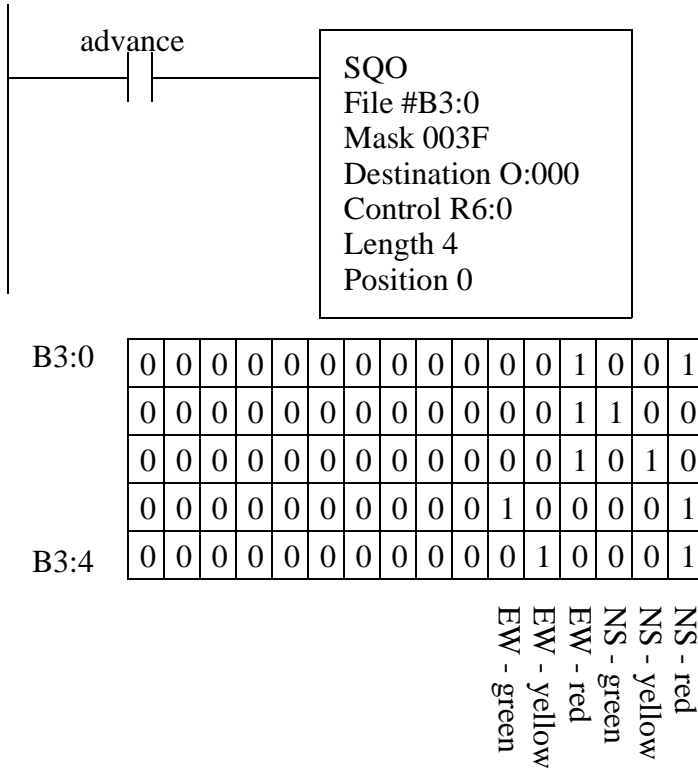 advance
SQO
File #B3:0
Mask 003F
Destination O:000
Control R6:0
Length 4
Position 0
B3:0 0 0 0 0 0 0 0 0 0 0 0 0 1 0 0 1
0 0 0 0 0 0 0 0 0 0 0 0 1 1 0 0
0 0 0 0 0 0 0 0 0 0 0 0 1 0 1 0
0 0 0 0 0 0 0 0 0 0 1 0 0 0 0 1
B3:4 0 0 0 0 0 0 0 0 0 0 0 1 0 0 0 1
NS - red
NS - yellow
NS - green
EW - red
EW - yellow
EW - green